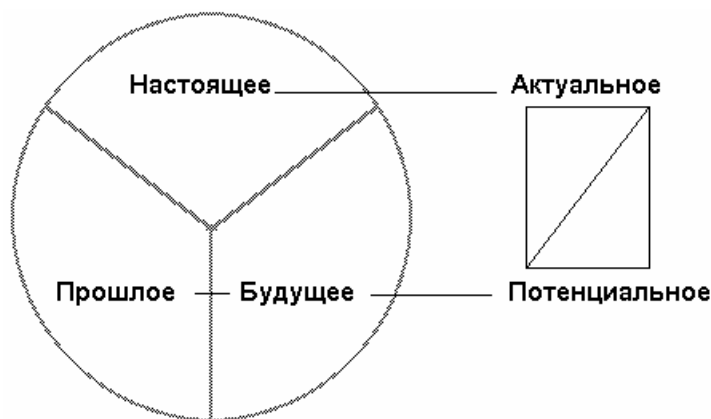 Настоящее Актуальное
Прошлое Будущее Потенциальное